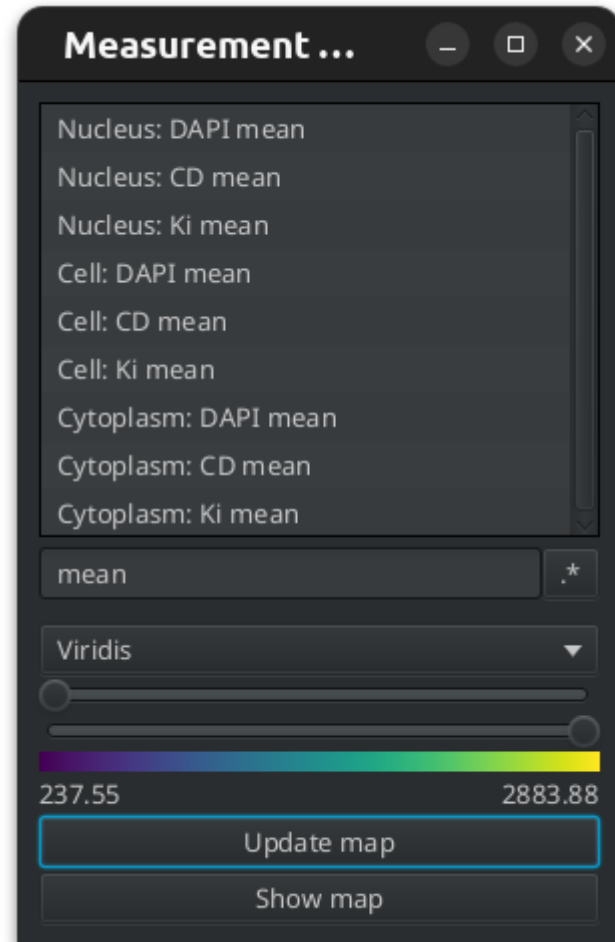 Measurement ...
Nucleus: DAPI mean
Nucleus: CD mean
Nucleus: Ki mean
Cell: DAPI mean
Cell: CD mean
Cell: Ki mean
Cytoplasm: DAPI mean
Cytoplasm: CD mean
Cytoplasm: Ki mean
mean .*
Viridis
237.55 2883.88
Update map
Show map